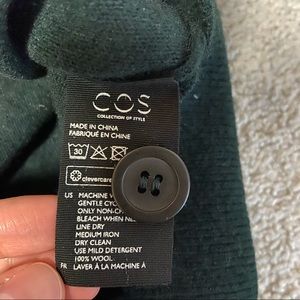 COS
COLLECTION OF STYLE
MADE IN CHINA
FABRIQUÉ EN CHINE
30
clevercare
US MACHINE
GENTLE CYC
ONLY NON-CH
BLEACH WHEN NE
LINE DRY
MEDIUM IRON
DRY CLEAN
USE MILD DETERGENT
100% WOOL
FR LAVER À LA MACHINE À